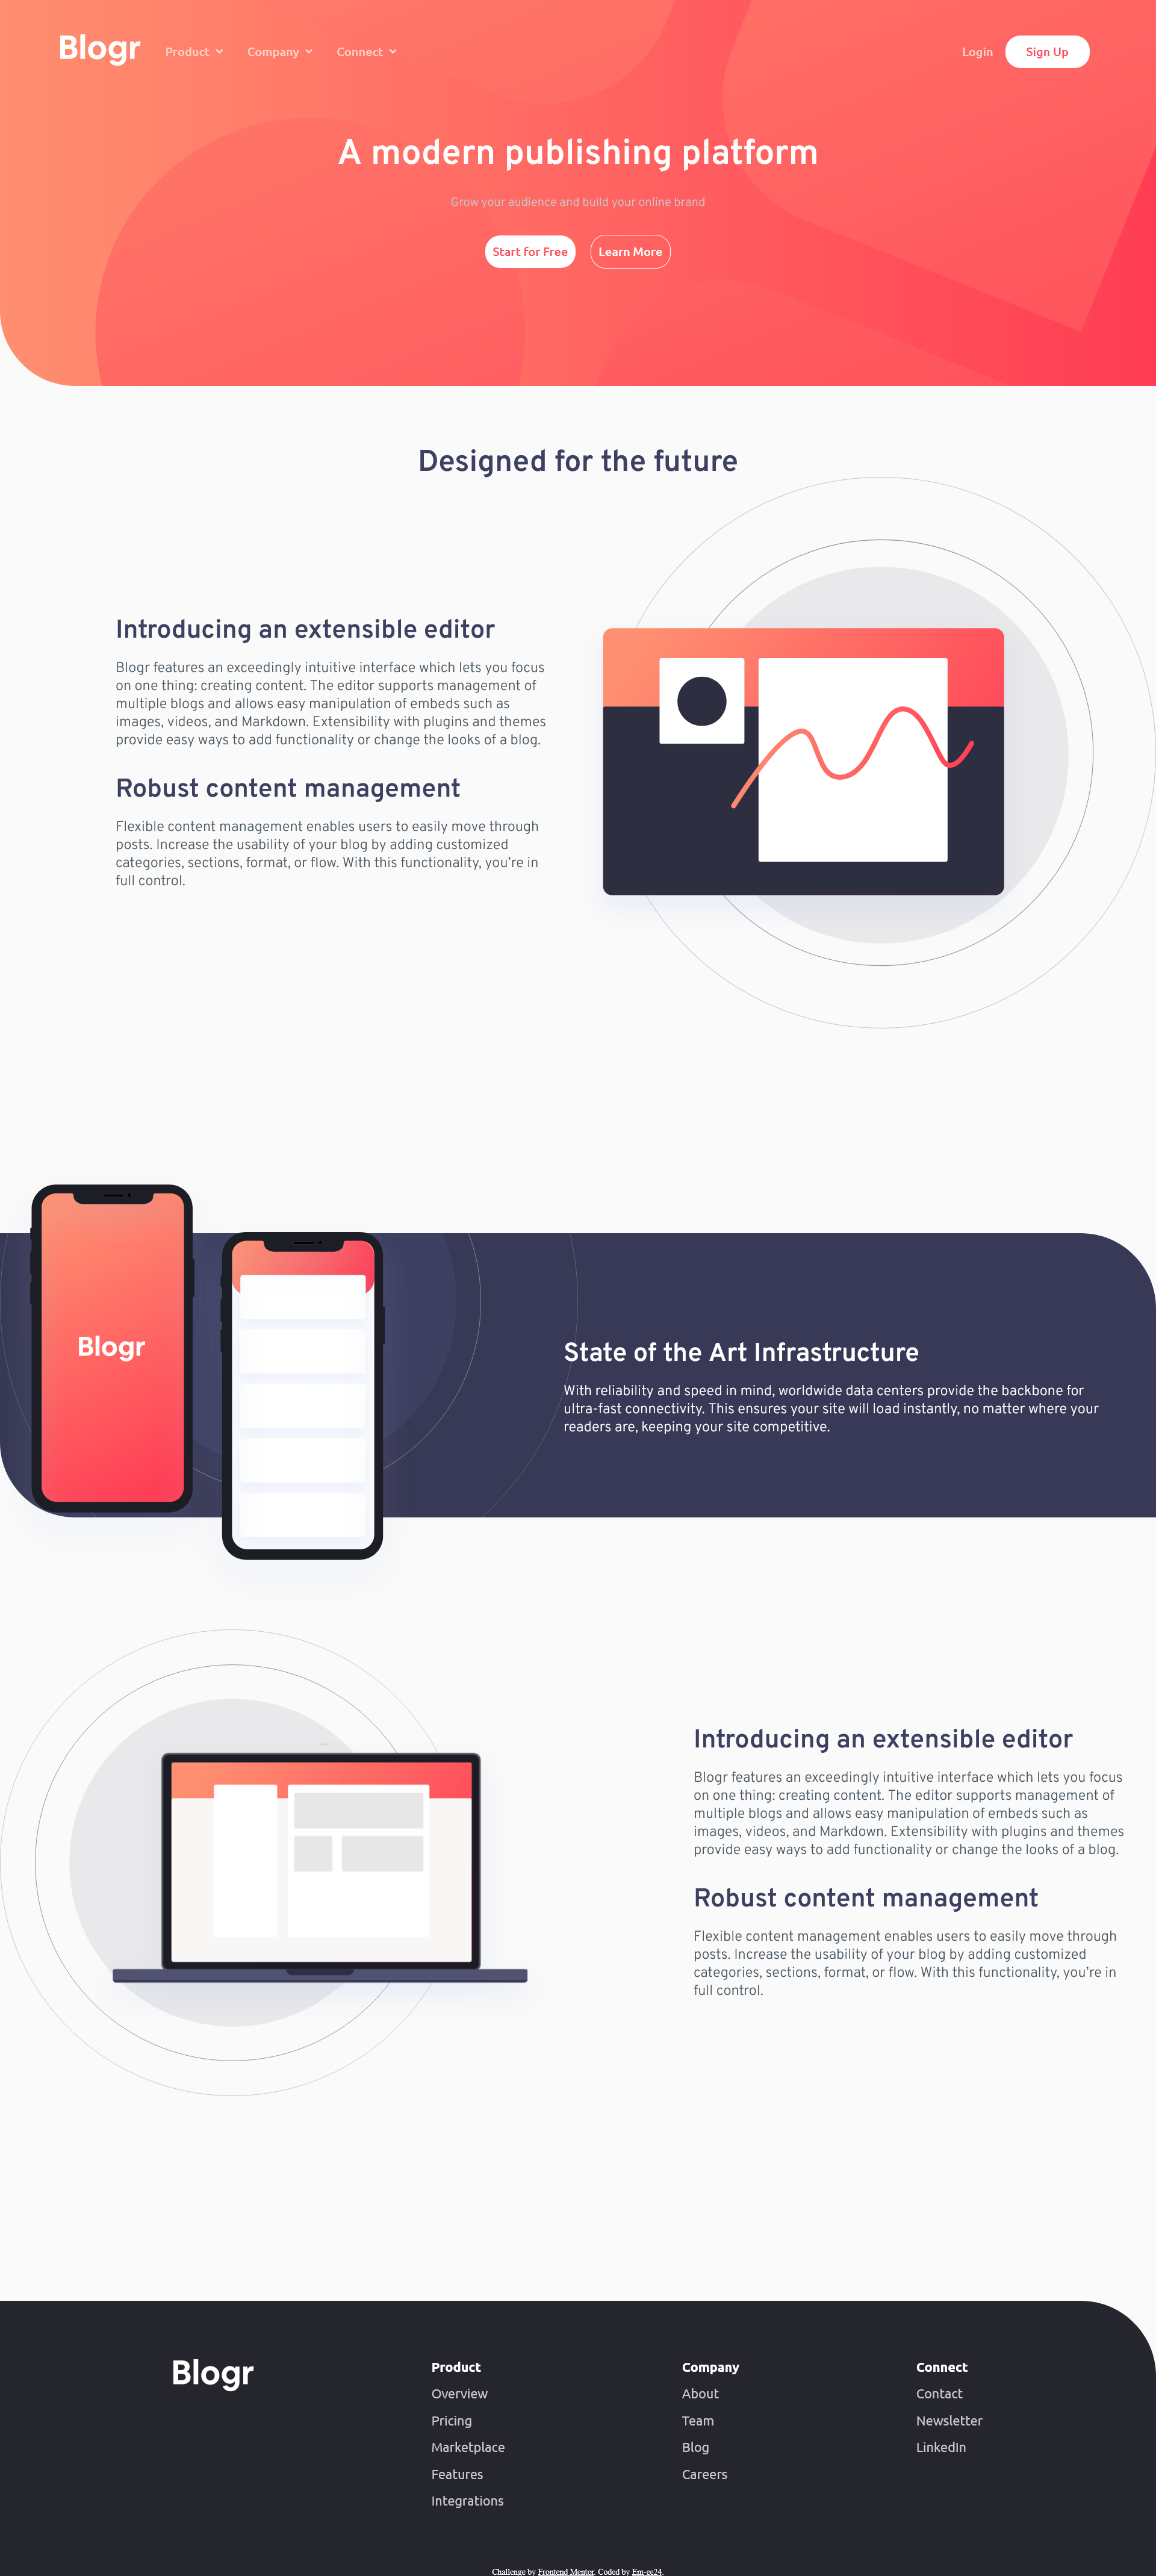 Blogr
Product
Company
Connect
Login
Sign Up
A modern publishing platform
Grow your audience and build your online brand
Start for Free
Learn More
Designed for the future
Introducing an extensible editor
Blogr features an exceedingly intuitive interface which lets you focus
on one thing: creating content. The editor supports management of
multiple blogs and allows easy manipulation of embeds such as
images, videos, and Markdown. Extensibility with plugins and themes
provide easy ways to add functionality or change the looks of a blog.
Robust content management
Flexible content management enables users to easily move through
posts. Increase the usability of your blog by adding customized
categories, sections, format, or flow. With this functionality, you’re in
full control.
Blogr
State of the Art Infrastructure
With reliability and speed in mind, worldwide data centers provide the backbone for
ultra-fast connectivity. This ensures your site will load instantly, no matter where your
readers are, keeping your site competitive.
Introducing an extensible editor
Blogr features an exceedingly intuitive interface which lets you focus
on one thing: creating content. The editor supports management of
multiple blogs and allows easy manipulation of embeds such as
images, videos, and Markdown. Extensibility with plugins and themes
provide easy ways to add functionality or change the looks of a blog.
Robust content management
Flexible content management enables users to easily move through
posts. Increase the usability of your blog by adding customized
categories, sections, format, or flow. With this functionality, you’re in
full control.
Blogr
Product
Overview
Pricing
Marketplace
Features
Integrations
Company
About
Team
Blog
Careers
Connect
Contact
Newsletter
LinkedIn
Challenge by Frontend Mentor. Coded by Em-ee24.